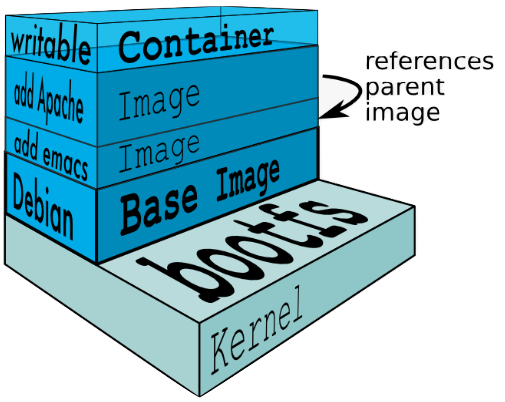 writable
Container
add Apache
Image
references
parent
image
add emacs
Image
Debian
Base Image
bootfs
Kernel